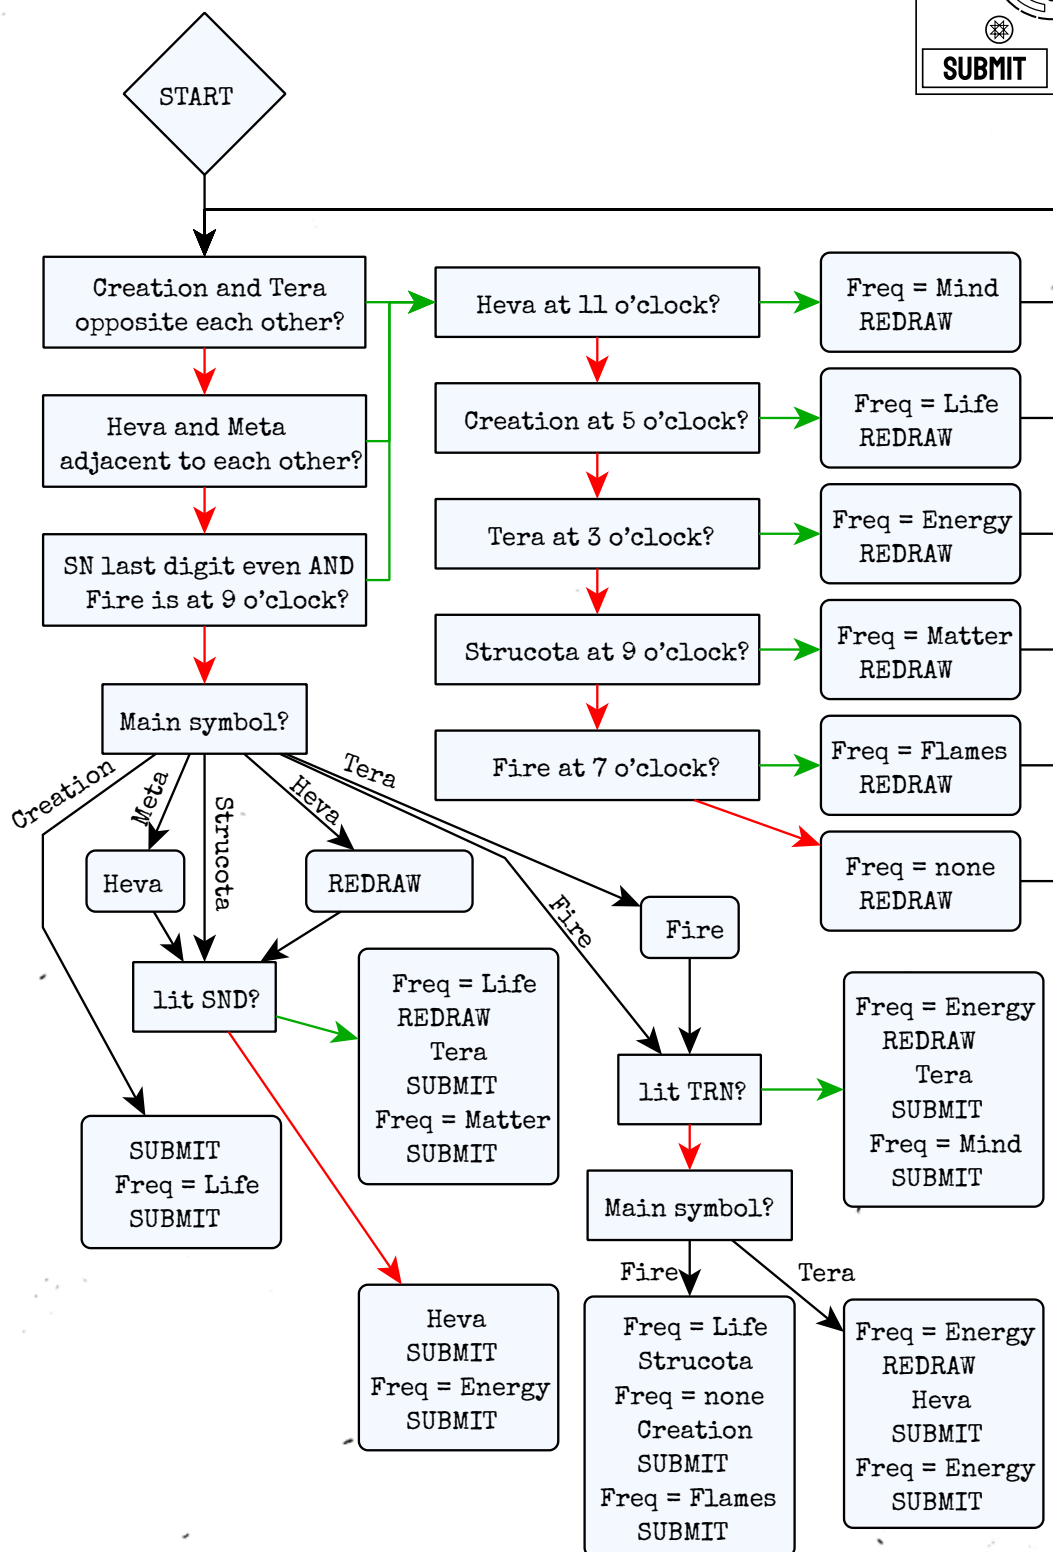 SUBMIT
START
Creation and Tera
opposite each other?
Heva at 11 o'clock?
Freq = Mind
REDRAW
Heva and Meta
adjacent to each other?
Creation at 5 o'clock?
Freq = Life
REDRAW
SN last digit even AND
Fire is at 9 o'clock?
Tera at 3 o'clock?
Freq = Energy
REDRAW
Strucota at 9 o'clock?
Freq = Matter
REDRAW
Main symbol?
Fire at 7 o'clock?
Freq = Flames
REDRAW
Freq = none
REDRAW
Creation
Meta
Strucota
Heva
Tera
Fire
Heva
REDRAW
Fire
lit SND?
Freq = Life
REDRAW
Tera
SUBMIT
Freq = Matter
SUBMIT
lit TRN?
Freq = Energy
REDRAW
Tera
SUBMIT
Freq = Mind
SUBMIT
SUBMIT
Freq = Life
SUBMIT
Main symbol?
Fire
Tera
Heva
SUBMIT
Freq = Energy
SUBMIT
Freq = Life
Strucota
Freq = none
Creation
SUBMIT
Freq = Flames
SUBMIT
Freq = Energy
REDRAW
Heva
SUBMIT
Freq = Energy
SUBMIT